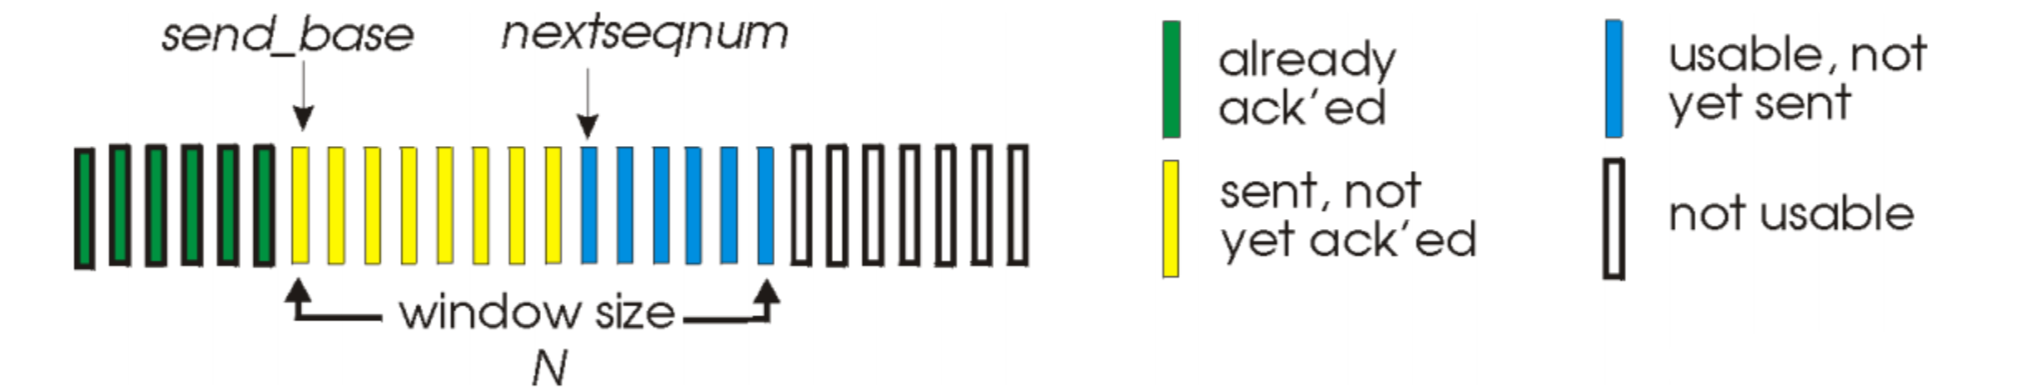 send_base
nextseqnum
window size
N
already
ack'ed
sent, not
yet ack'ed
usable, not
yet sent
not usable